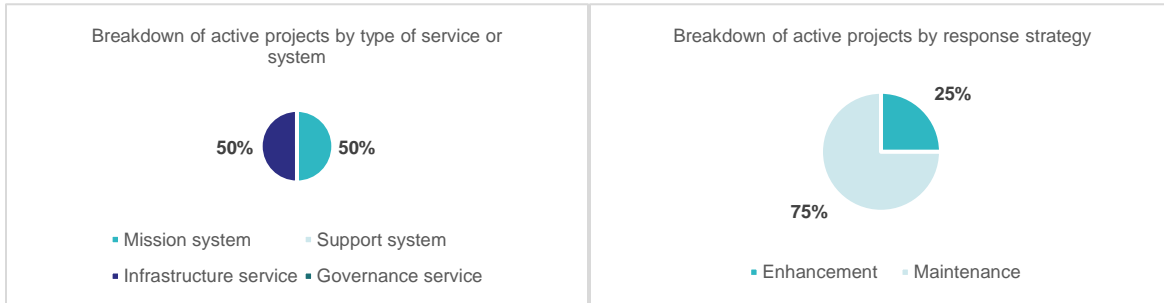 Breakdown of active projects by type of service or
system
50%
50%
Mission system
Support system
Infrastructure service
Governance service
Breakdown of active projects by response strategy
25%
75%
Enhancement
Maintenance